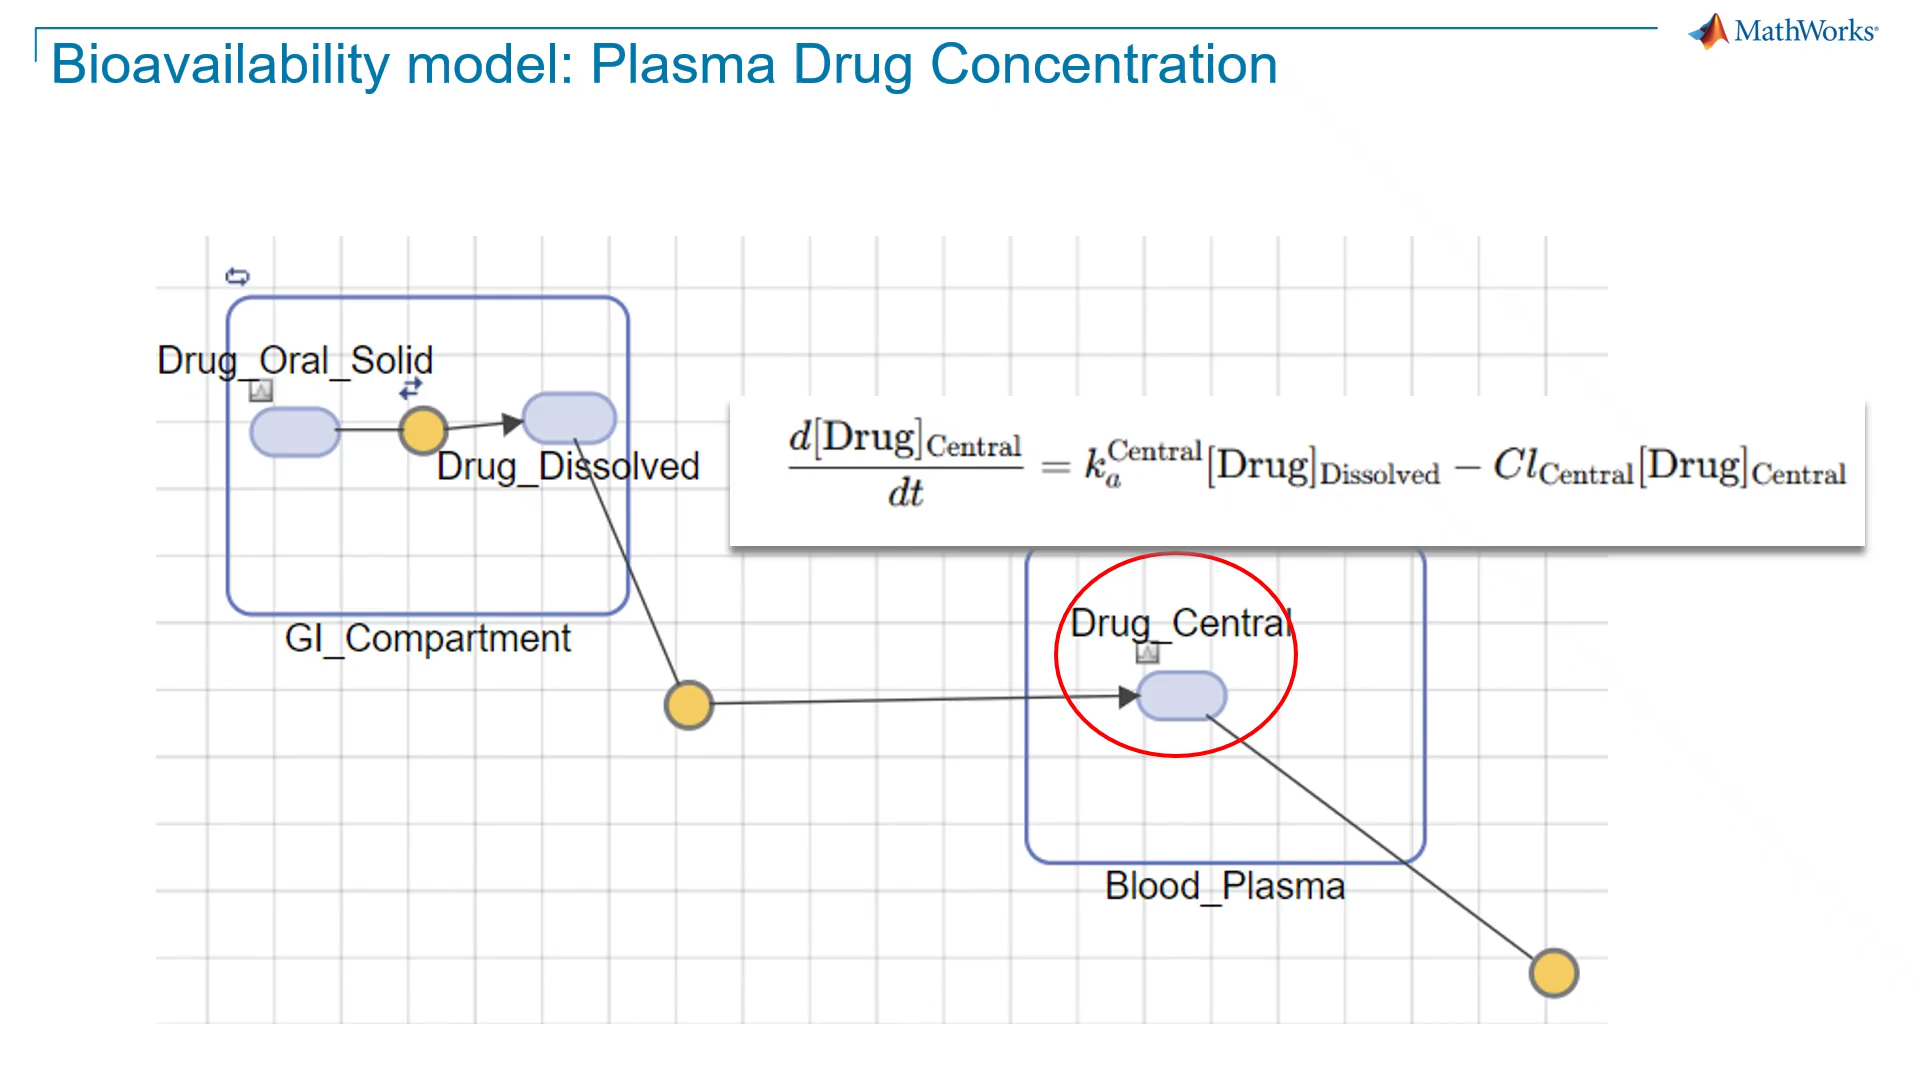 Bioavailability model: Plasma Drug Concentration
MathWorks®
Drug_Oral_Solid
Drug_Dissolved
d[Drug]Central / dt = k_a^Central [Drug]Dissolved − Cl_Central [Drug]Central
GI_Compartment
Drug_Central
Blood_Plasma